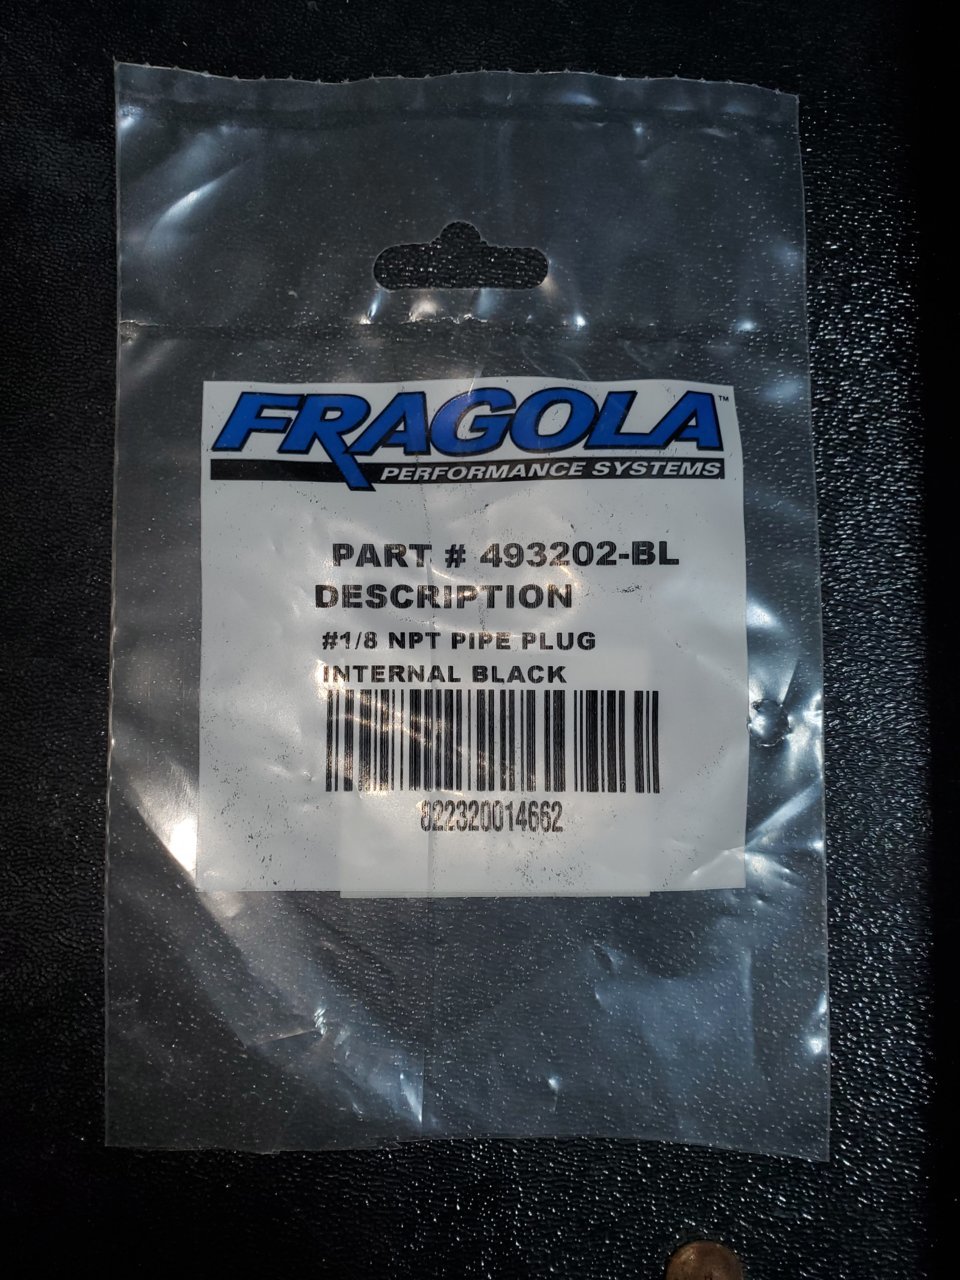 FRAGOLA™
PERFORMANCE SYSTEMS
PART # 493202-BL
DESCRIPTION
#1/8 NPT PIPE PLUG
INTERNAL BLACK
822320014662